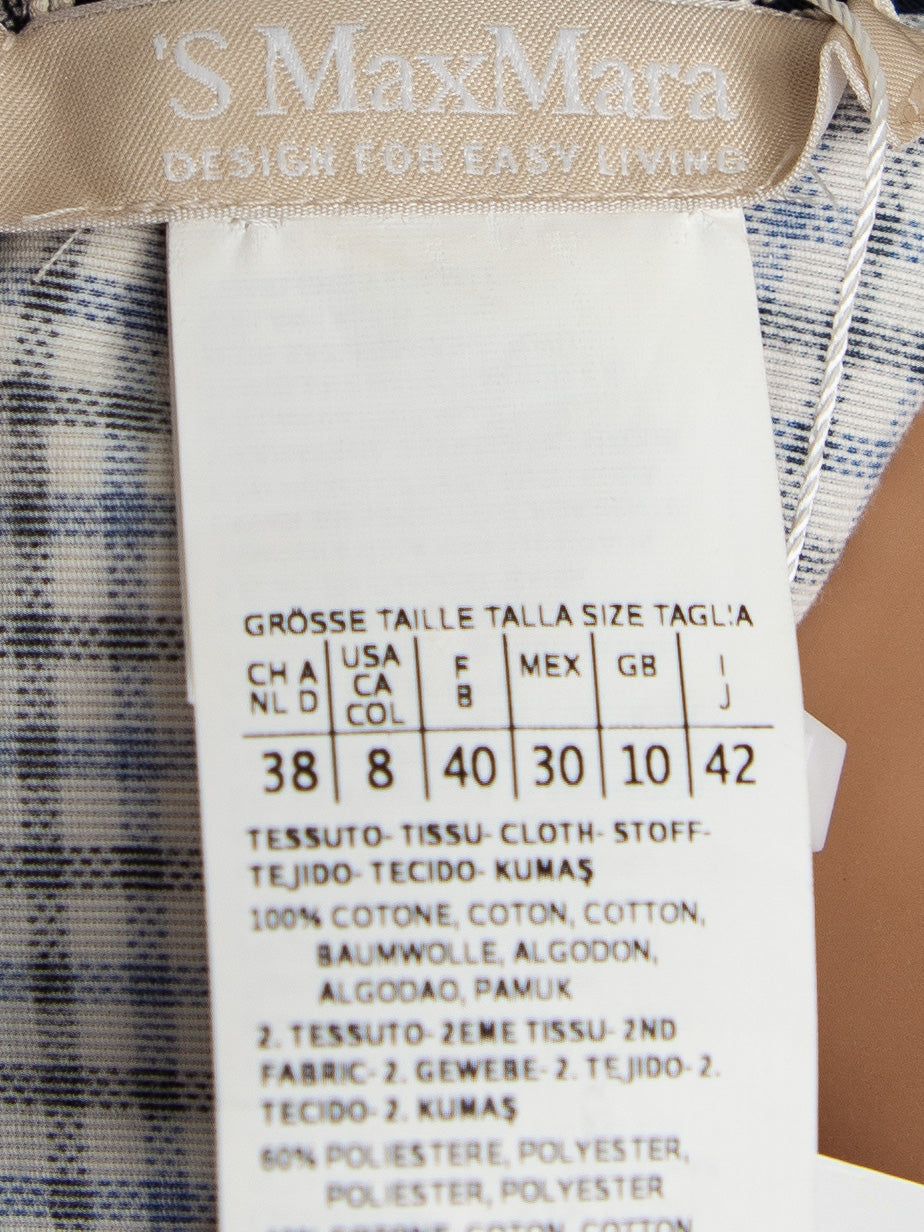 'S MaxMara
DESIGN FOR EASY LIVING
GRÖSSE TAILLE TALLA SIZE TAGLIA
CH A NL D USA CA COL F B MEX GB I J
38 8 40 30 10 42
TESSUTO- TISSU- CLOTH- STOFF-
TEJIDO- TECIDO- KUMAŞ
100% COTONE, COTON, COTTON,
BAUMWOLLE, ALGODON,
ALGODAO, PAMUK
2. TESSUTO- 2EME TISSU- 2ND
FABRIC- 2. GEWEBE- 2. TEJIDO- 2.
TECIDO- 2. KUMAŞ
60% POLIESTERE, POLYESTER,
POLIESTER, POLYESTER
COTONE, COTON, COTTON